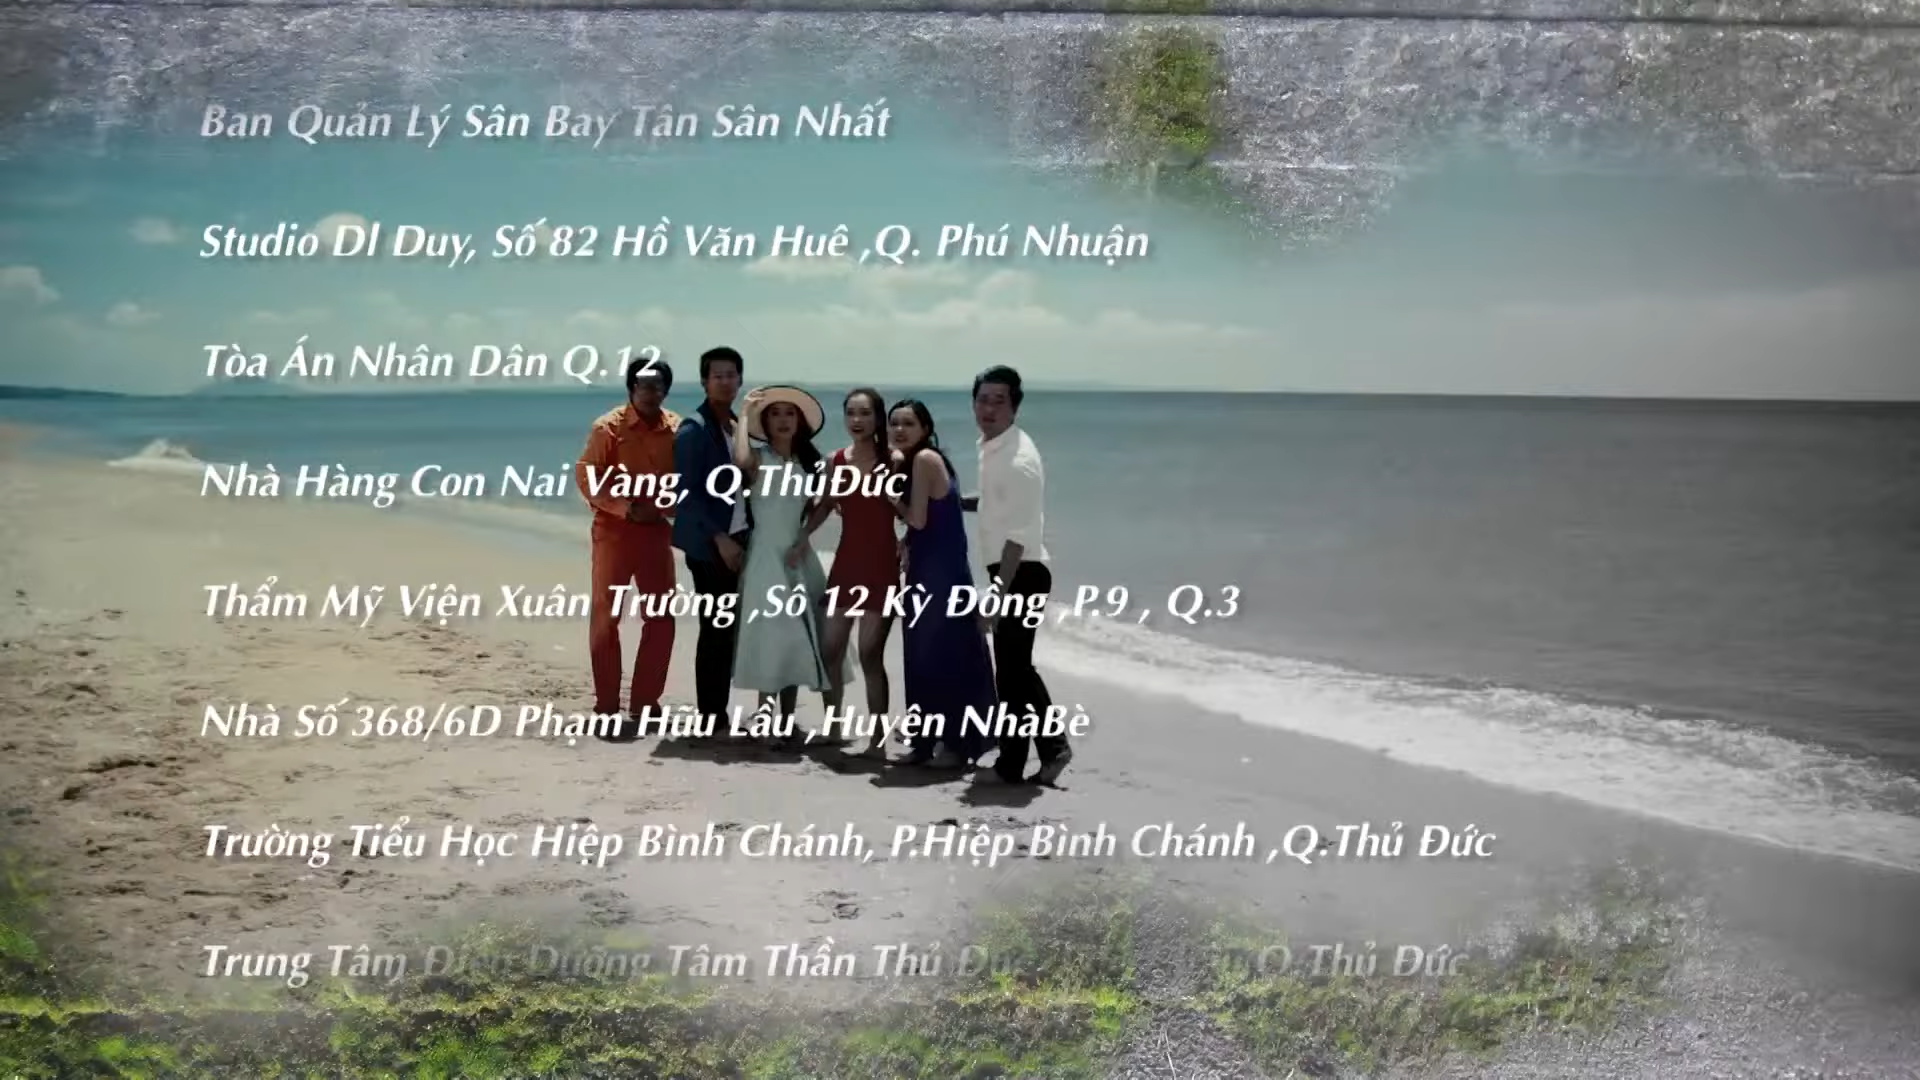 Ban Quản Lý Sân Bay Tân Sân Nhất
Studio Dl Duy, Số 82 Hồ Văn Huê ,Q. Phú Nhuận
Tòa Án Nhân Dân Q.12
Nhà Hàng Con Nai Vàng, Q.ThủĐức
Thẩm Mỹ Viện Xuân Trường ,Sô 12 Kỳ Đồng ,P.9 , Q.3
Nhà Số 368/6D Phạm Hữu Lầu ,Huyện NhàBè
Trường Tiểu Học Hiệp Bình Chánh, P.Hiệp Bình Chánh ,Q.Thủ Đức
Trung Tâm Điều Dưỡng Tâm Thần Thủ Đức Q.Thủ Đức